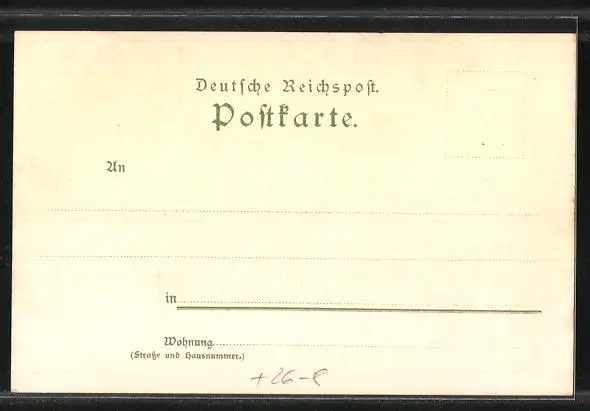 Deutſche Reichspoſt.
Poſtkarte.
An
in
Wohnung
(Straße und Hausnummer.)
+26-8